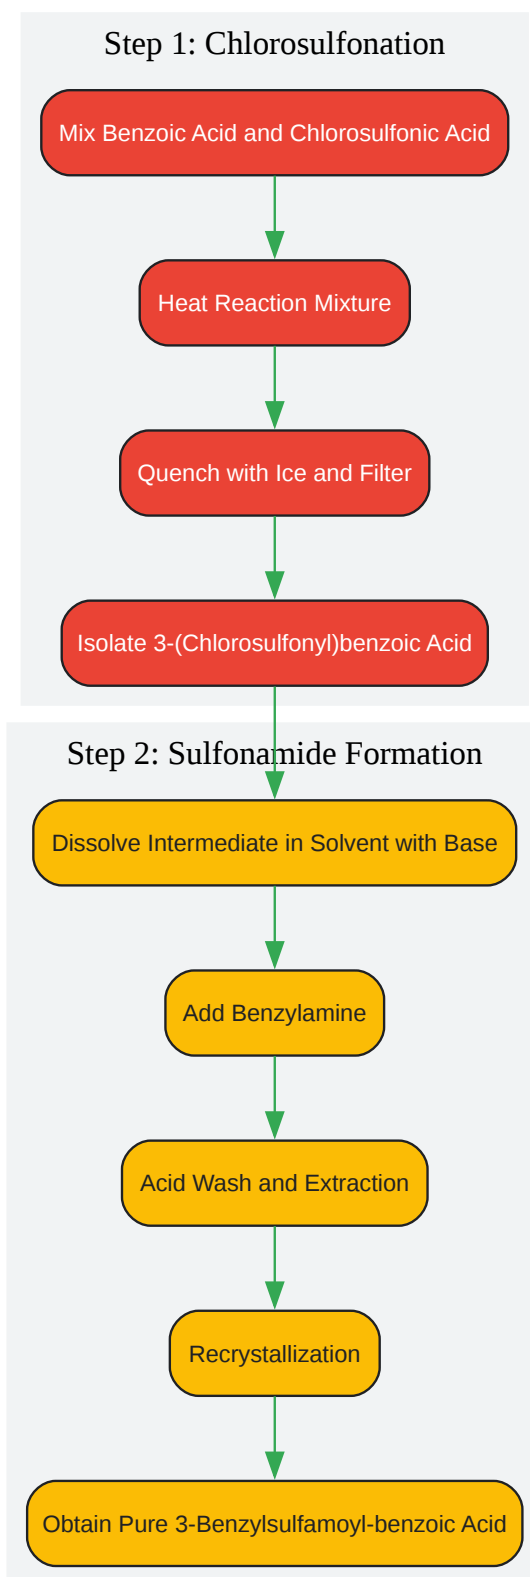 Step 1: Chlorosulfonation
Mix Benzoic Acid and Chlorosulfonic Acid
Heat Reaction Mixture
Quench with Ice and Filter
Isolate 3-(Chlorosulfonyl)benzoic Acid
Step 2: Sulfonamide Formation
Dissolve Intermediate in Solvent with Base
Add Benzylamine
Acid Wash and Extraction
Recrystallization
Obtain Pure 3-Benzylsulfamoyl-benzoic Acid